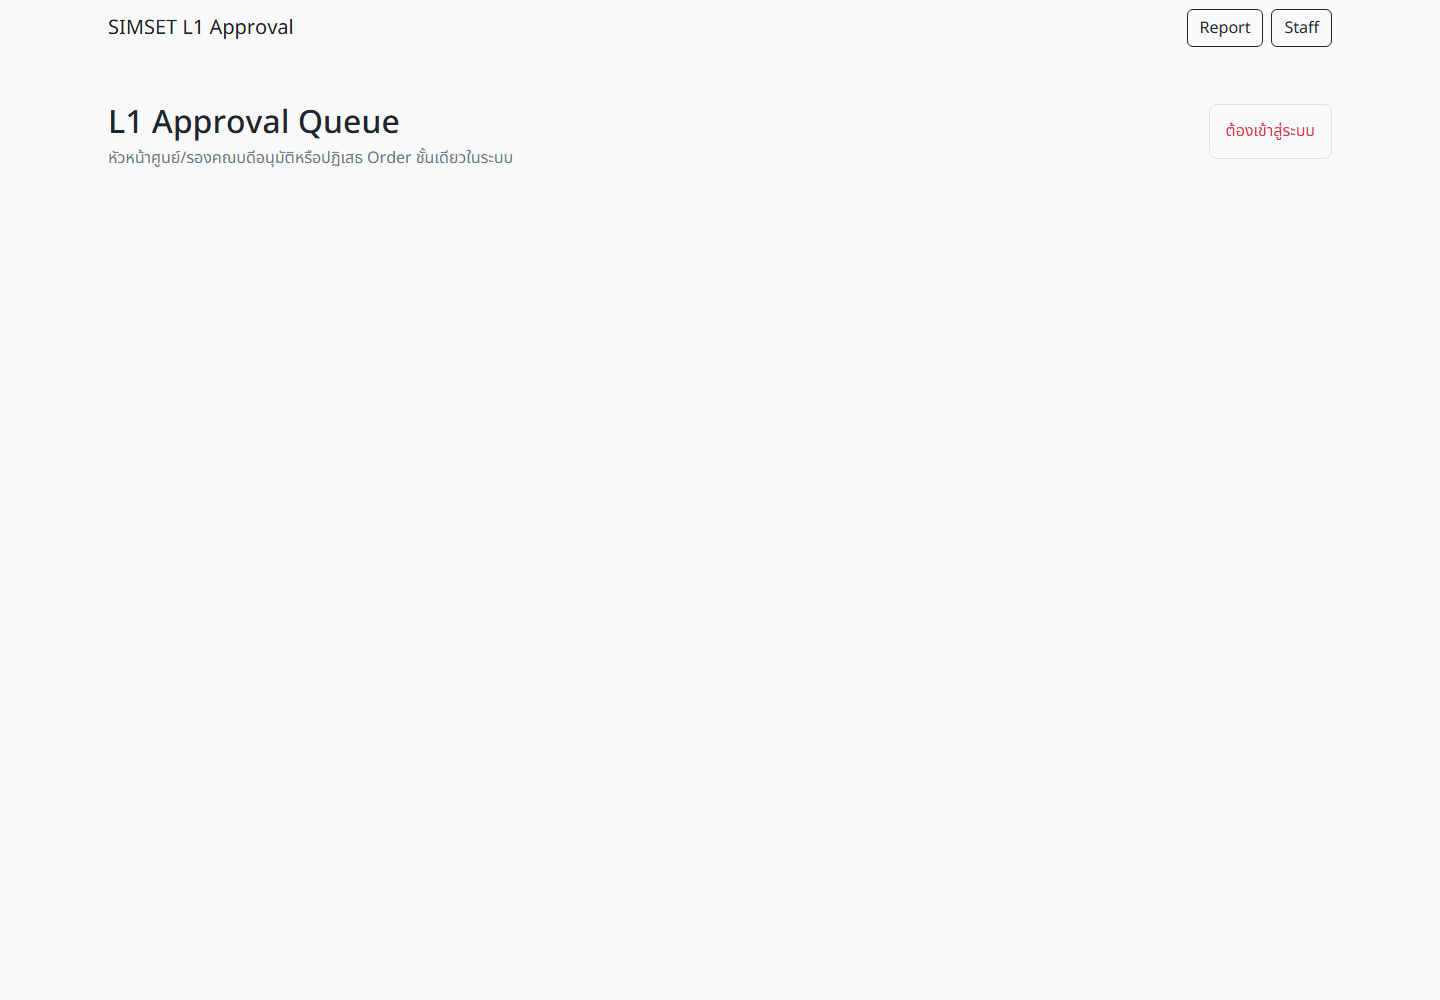 SIMSET L1 Approval
Report
Staff
L1 Approval Queue
หัวหน้าศูนย์/รองคณบดีอนุมัติหรือปฏิเสธ Order ชั้นเดียวในระบบ
ต้องเข้าสู่ระบบ